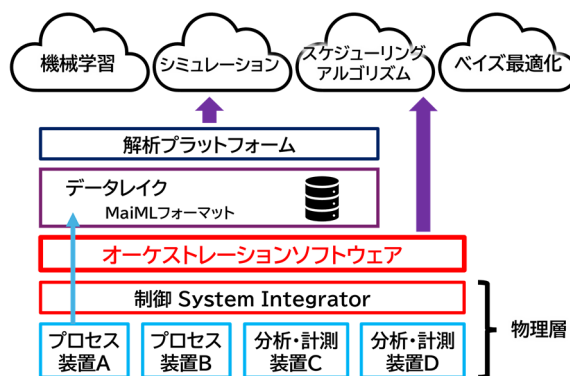 機械学習
シミュレーション
スケジューリング
アルゴリズム
ベイズ最適化
解析プラットフォーム
データレイク
MaiMLフォーマット
オーケストレーションソフトウェア
制御 System Integrator
物理層
プロセス
装置A
プロセス
装置B
分析・計測
装置C
分析・計測
装置D